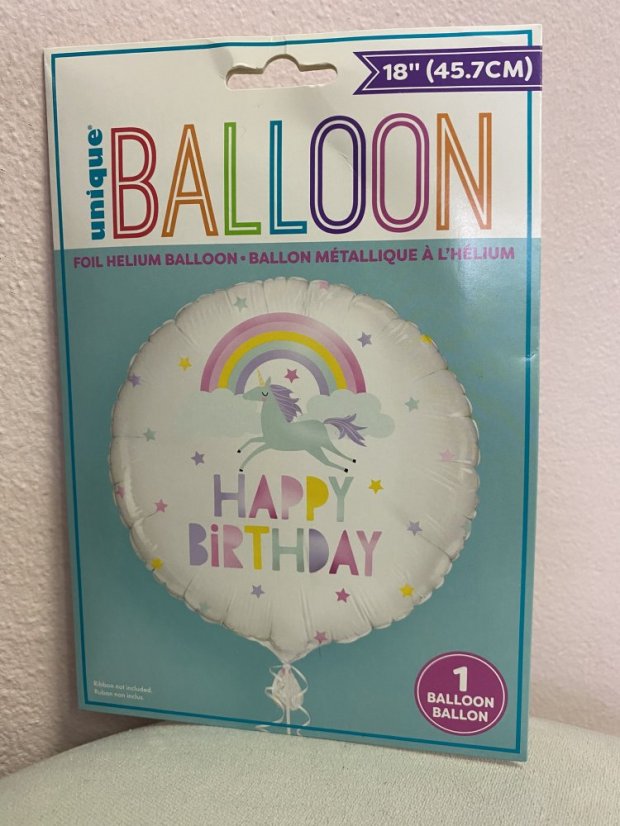 18" (45.7CM)
unique®
BALLOON
FOIL HELIUM BALLOON • BALLON MÉTALLIQUE À L'HÉLIUM
HAPPY
BiRTHDAY
Ribbon not included.
Ruban non inclus.
1
BALLOON
BALLON